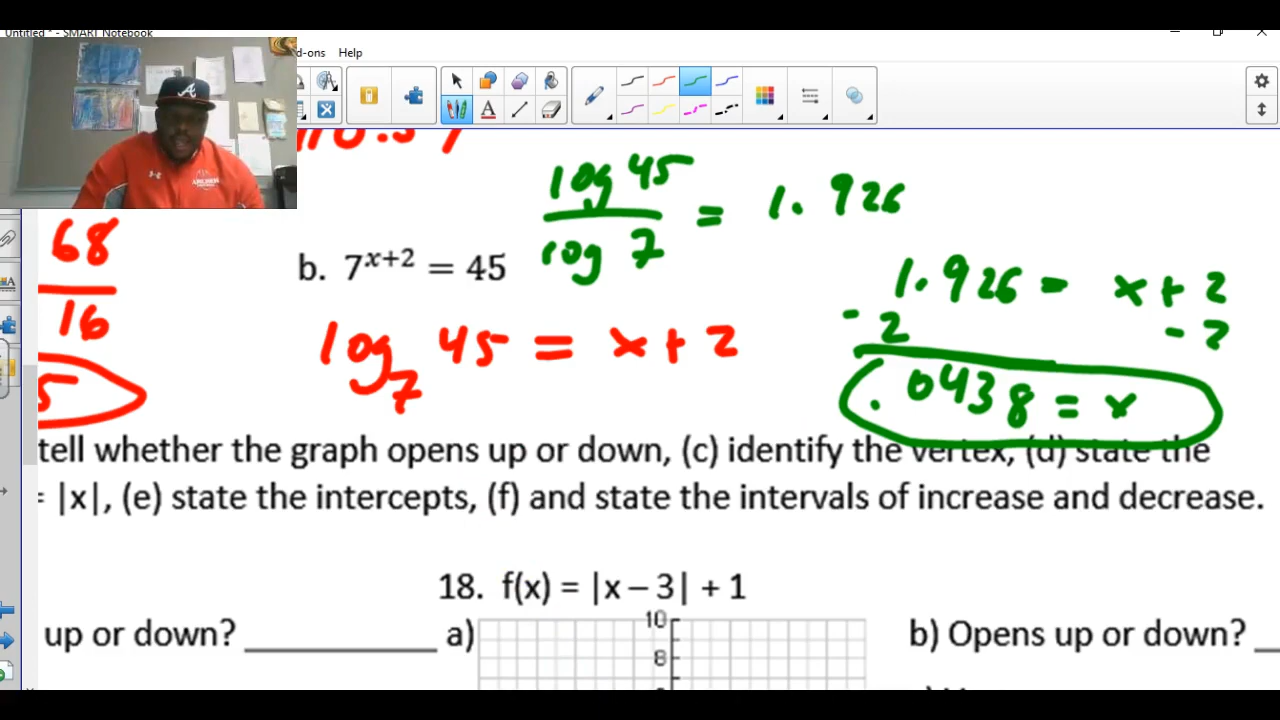 Untitled * - SMART Notebook
Help
log 45
log 7
= 1.926
68
16
b. 7^{x+2} = 45
1.926 = x + 2
- 2 - 2
log_7 45 = x + 2
.0438 = x
tell whether the graph opens up or down, (c) identify the vertex, (d) state the
= |x|, (e) state the intercepts, (f) and state the intervals of increase and decrease.
18. f(x) = |x – 3| + 1
up or down? ____________ a)
10
8
b) Opens up or down? __